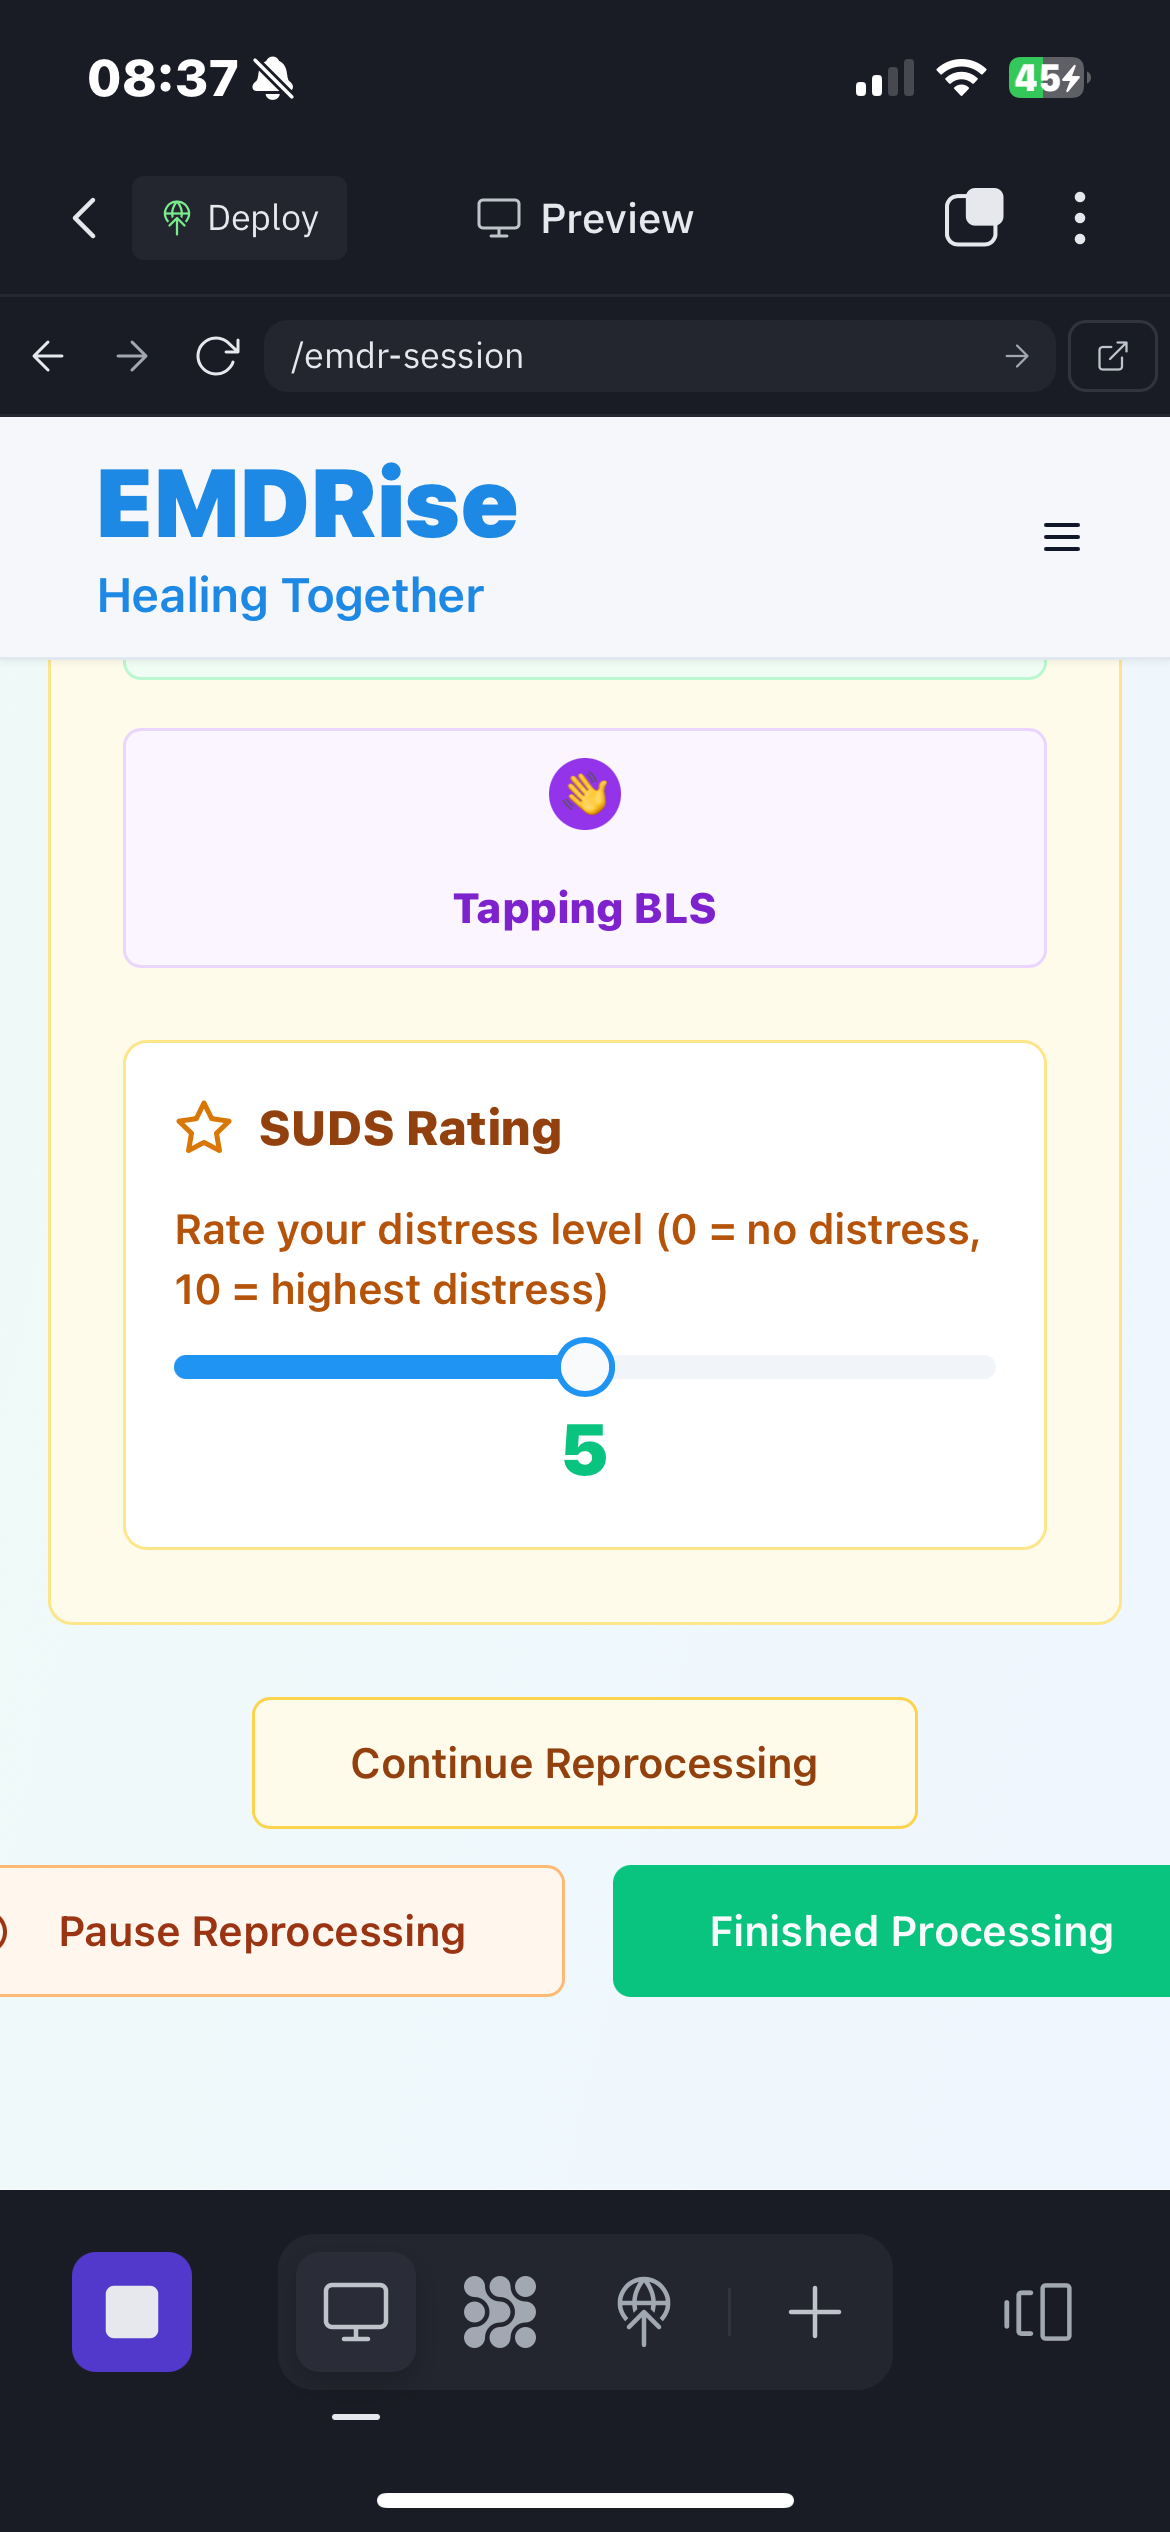 08:37
45
Deploy
Preview
/emdr-session
EMDRise
Healing Together
Tapping BLS
SUDS Rating
Rate your distress level (0 = no distress,
10 = highest distress)
5
Continue Reprocessing
Pause Reprocessing
Finished Processing